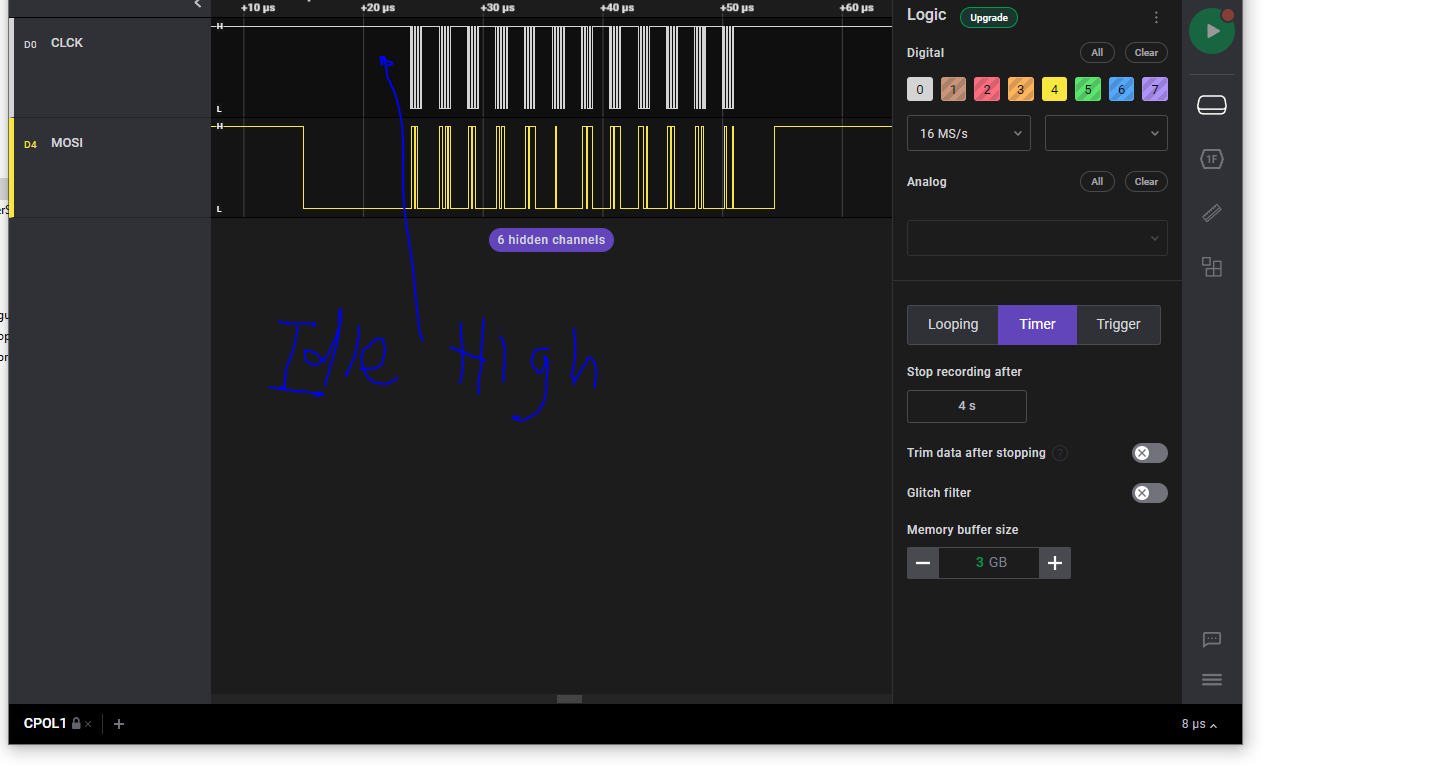 +10 µs +20 µs +30 µs +40 µs +50 µs +60 µs
D0 CLCK
H
L
D4 MOSI
H
L
6 hidden channels
Idle High
Logic Upgrade
Digital All Clear
0 1 2 3 4 5 6 7
16 MS/s
Analog All Clear
Looping Timer Trigger
Stop recording after
4 s
Trim data after stopping ?
Glitch filter
Memory buffer size
3 GB
1F
CPOL1
8 µs